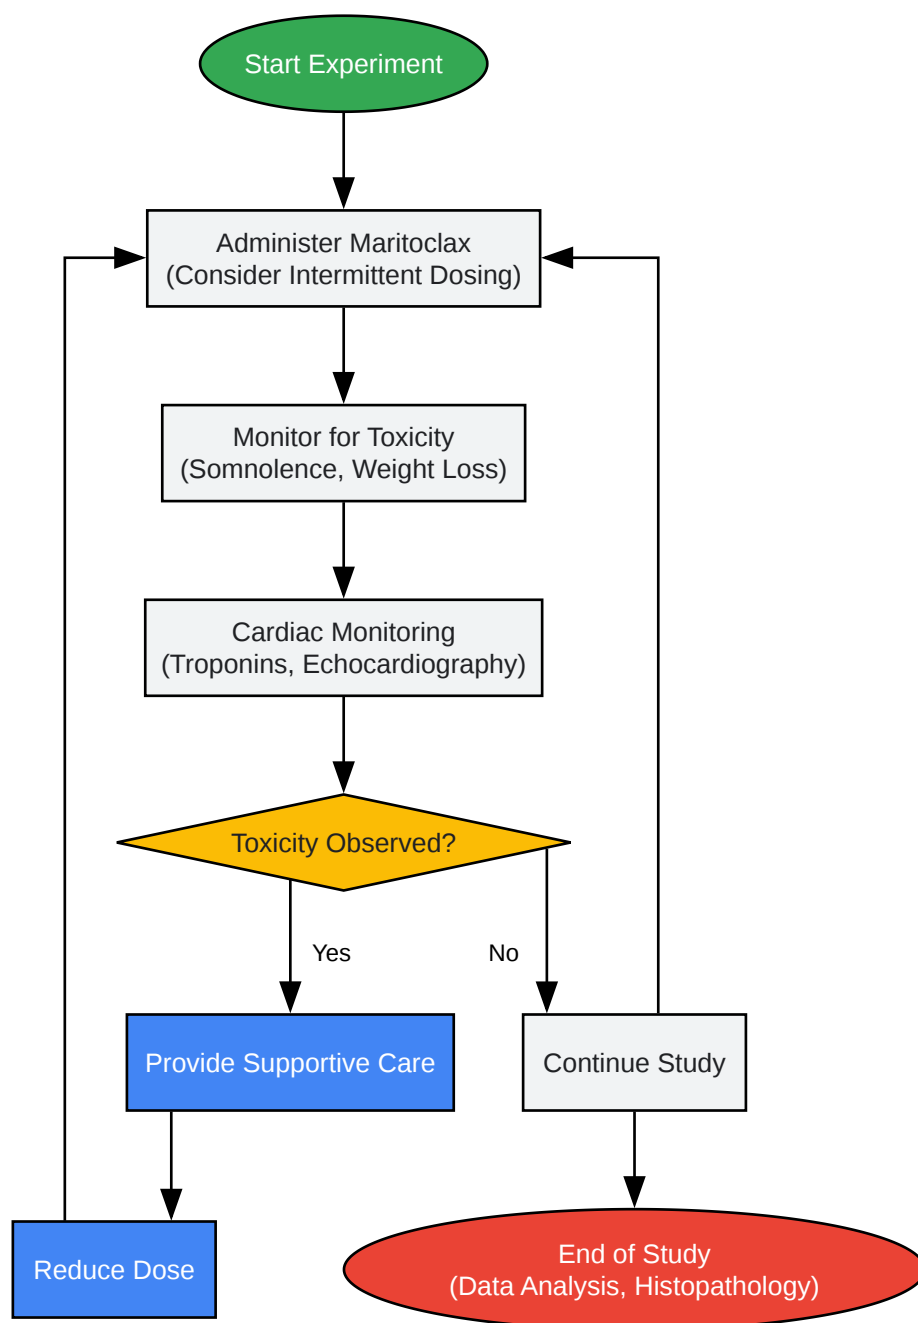 Start Experiment
Administer Maritoclax
(Consider Intermittent Dosing)
Monitor for Toxicity
(Somnolence, Weight Loss)
Cardiac Monitoring
(Troponins, Echocardiography)
Toxicity Observed?
Yes
No
Provide Supportive Care
Continue Study
Reduce Dose
End of Study
(Data Analysis, Histopathology)